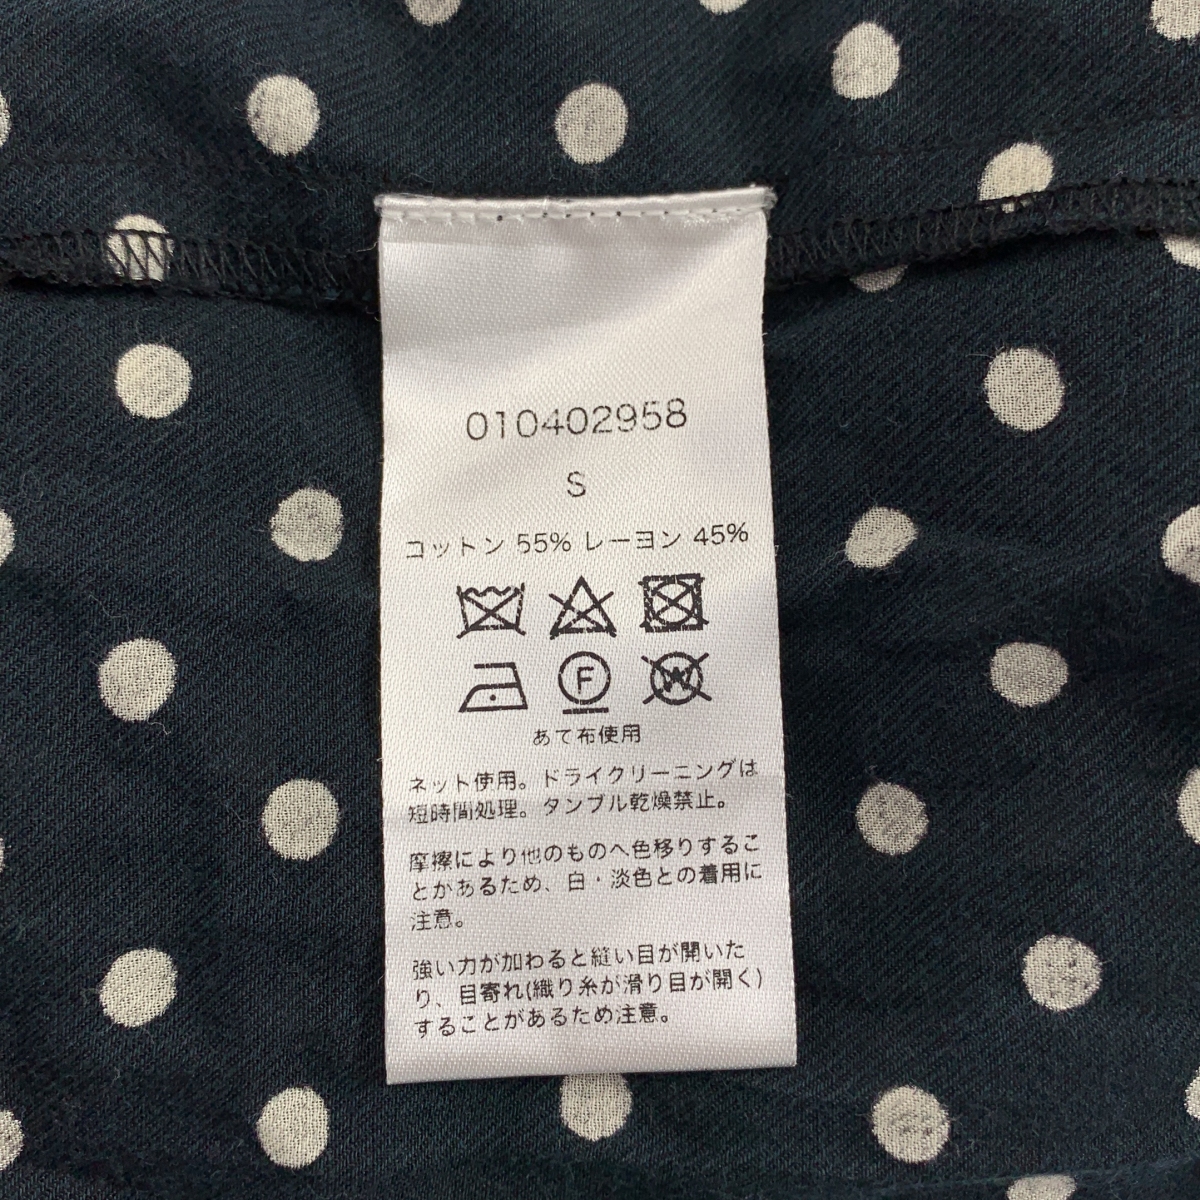 010402958
S
コットン 55% レーヨン 45%
F
W
あて布使用
ネット使用。ドライクリーニングは
短時間処理。タンブル乾燥禁止。
摩擦により他のものへ色移りするこ
とかあるため、白・淡色との着用に
注意。
強い力が加わると縫い目が開いた
り、目寄れ(織り糸が滑り目が開く)
することがあるため注意。